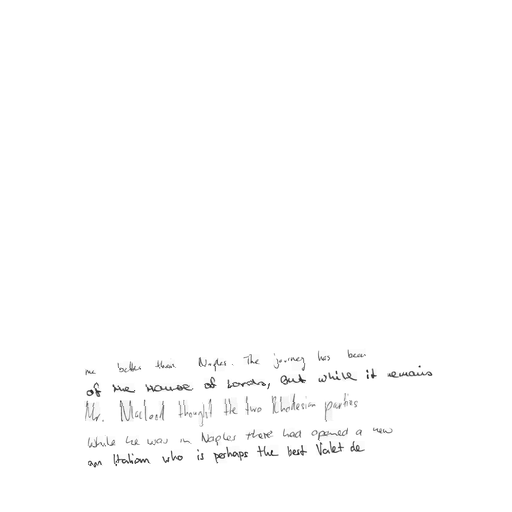 me better than Naples. The journey has been
of the House of Lords, but while it remains
Mr. Macleod thought the two Rhodesian parties
While he was in Naples there had opened a new
an Italian who is perhaps the best Valet de